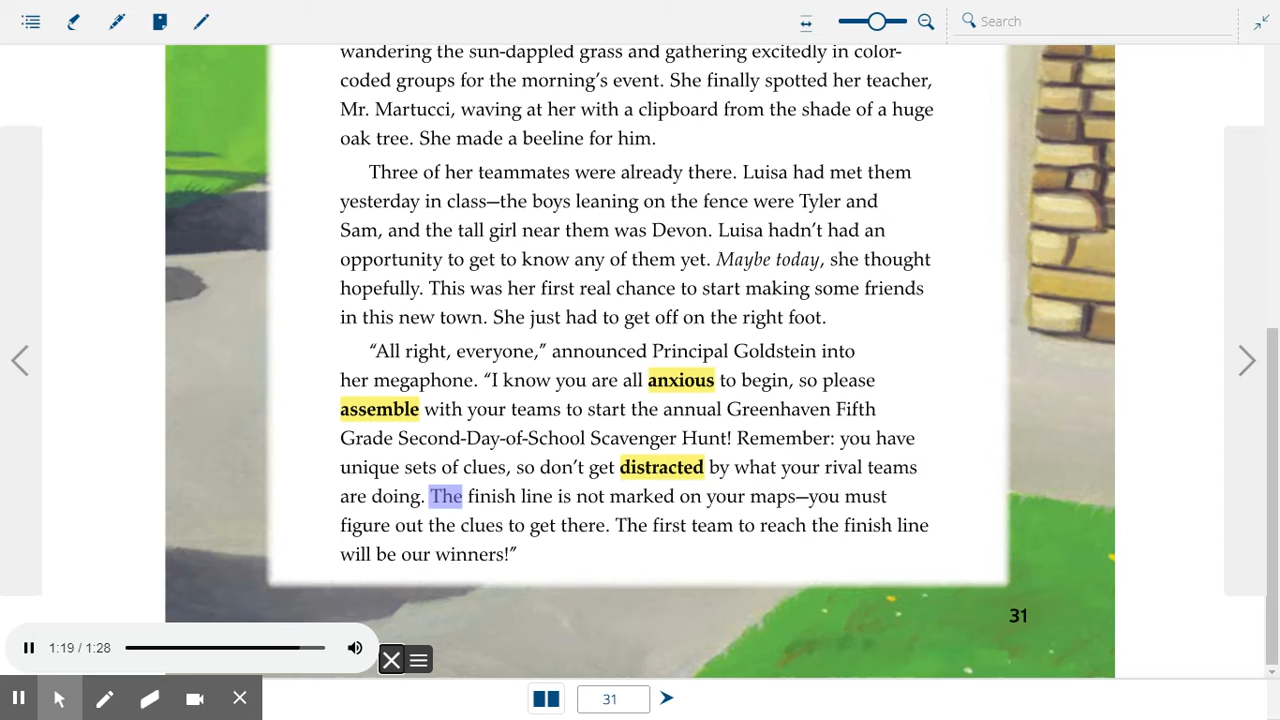 Search
wandering the sun-dappled grass and gathering excitedly in color-
coded groups for the morning's event. She finally spotted her teacher,
Mr. Martucci, waving at her with a clipboard from the shade of a huge
oak tree. She made a beeline for him.
Three of her teammates were already there. Luisa had met them
yesterday in class—the boys leaning on the fence were Tyler and
Sam, and the tall girl near them was Devon. Luisa hadn't had an
opportunity to get to know any of them yet. Maybe today, she thought
hopefully. This was her first real chance to start making some friends
in this new town. She just had to get off on the right foot.
“All right, everyone,” announced Principal Goldstein into
her megaphone. “I know you are all anxious to begin, so please
assemble with your teams to start the annual Greenhaven Fifth
Grade Second-Day-of-School Scavenger Hunt! Remember: you have
unique sets of clues, so don't get distracted by what your rival teams
are doing. The finish line is not marked on your maps—you must
figure out the clues to get there. The first team to reach the finish line
will be our winners!”
31
1:19 / 1:28
31